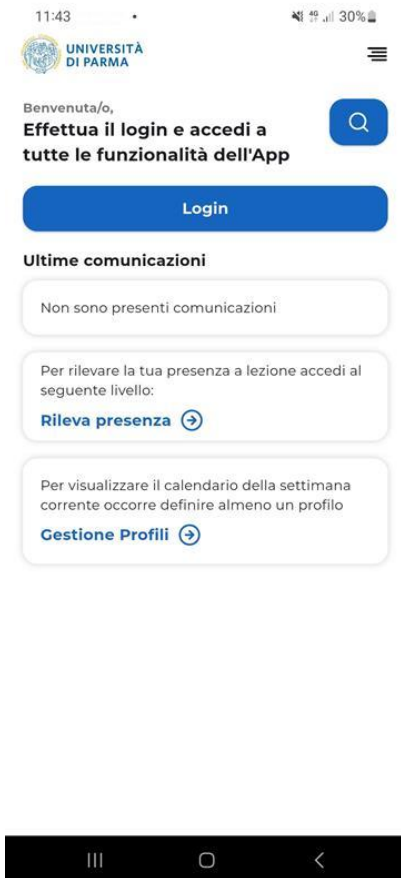 11:43
4G
30%
UNIVERSITÀ
DI PARMA
Benvenuta/o,
Effettua il login e accedi a
tutte le funzionalità dell'App
Login
Ultime comunicazioni
Non sono presenti comunicazioni
Per rilevare la tua presenza a lezione accedi al
seguente livello:
Rileva presenza
Per visualizzare il calendario della settimana
corrente occorre definire almeno un profilo
Gestione Profili